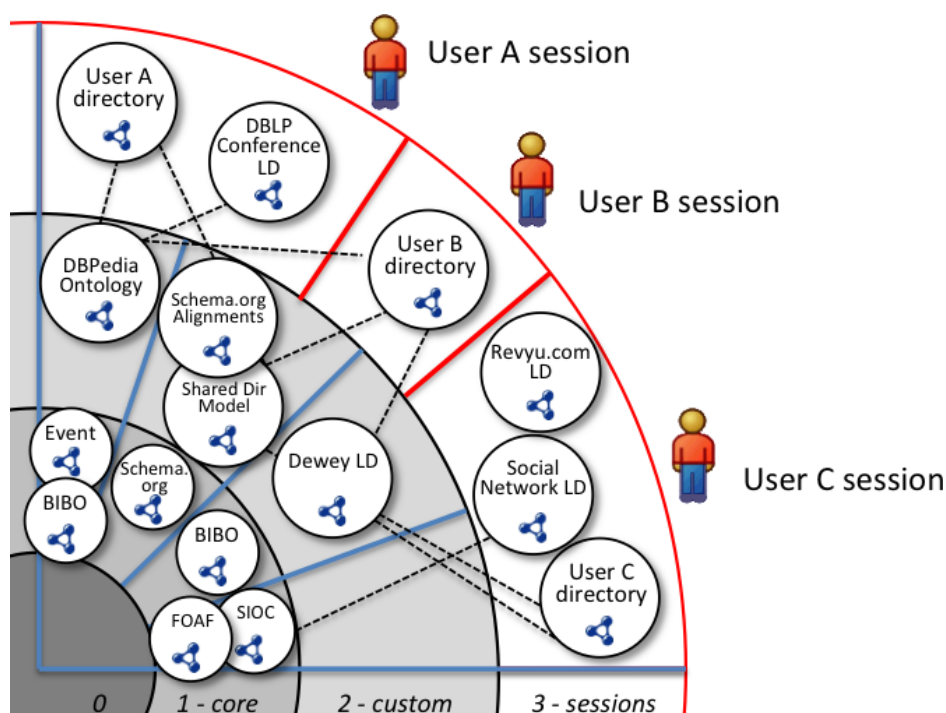 User A session
User A
directory
DBLP
Conference
LD
User B session
User B
directory
DBPedia
Ontology
Schema.org
Alignments
Revyu.com
LD
Shared Dir
Model
Event
Schema.
org
Dewey LD
Social
Network LD
User C session
BIBO
BIBO
User C
directory
FOAF
SIOC
0
1 - core
2 - custom
3 - sessions